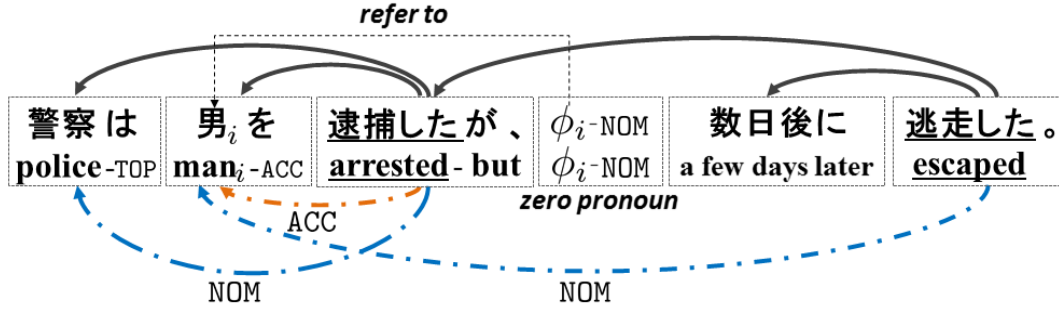 refer to
警察は 男i を 逮捕したが、 ϕi-NOM 数日後に 逃走した。
police-TOP mani-ACC arrested-but ϕi-NOM a few days later escaped
zero pronoun
ACC
NOM NOM